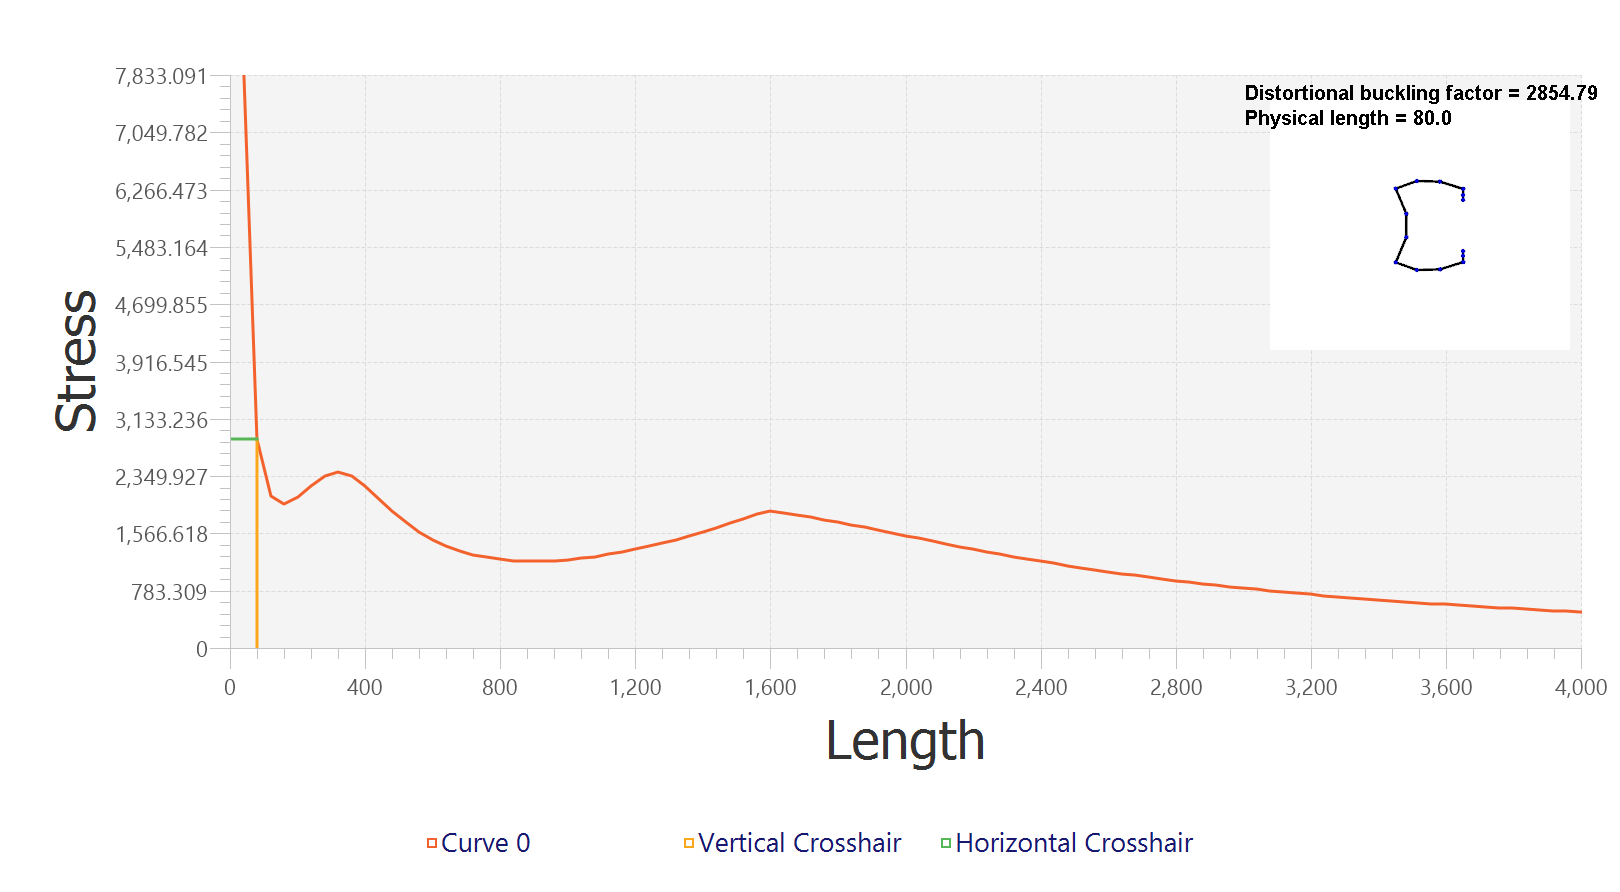 7,833.091
7,049.782
6,266.473
5,483.164
4,699.855
3,916.545
3,133.236
2,349.927
1,566.618
783.309
0
Stress
Distortional buckling factor = 2854.79
Physical length = 80.0
0 400 800 1,200 1,600 2,000 2,400 2,800 3,200 3,600 4,000
Length
Curve 0 Vertical Crosshair Horizontal Crosshair